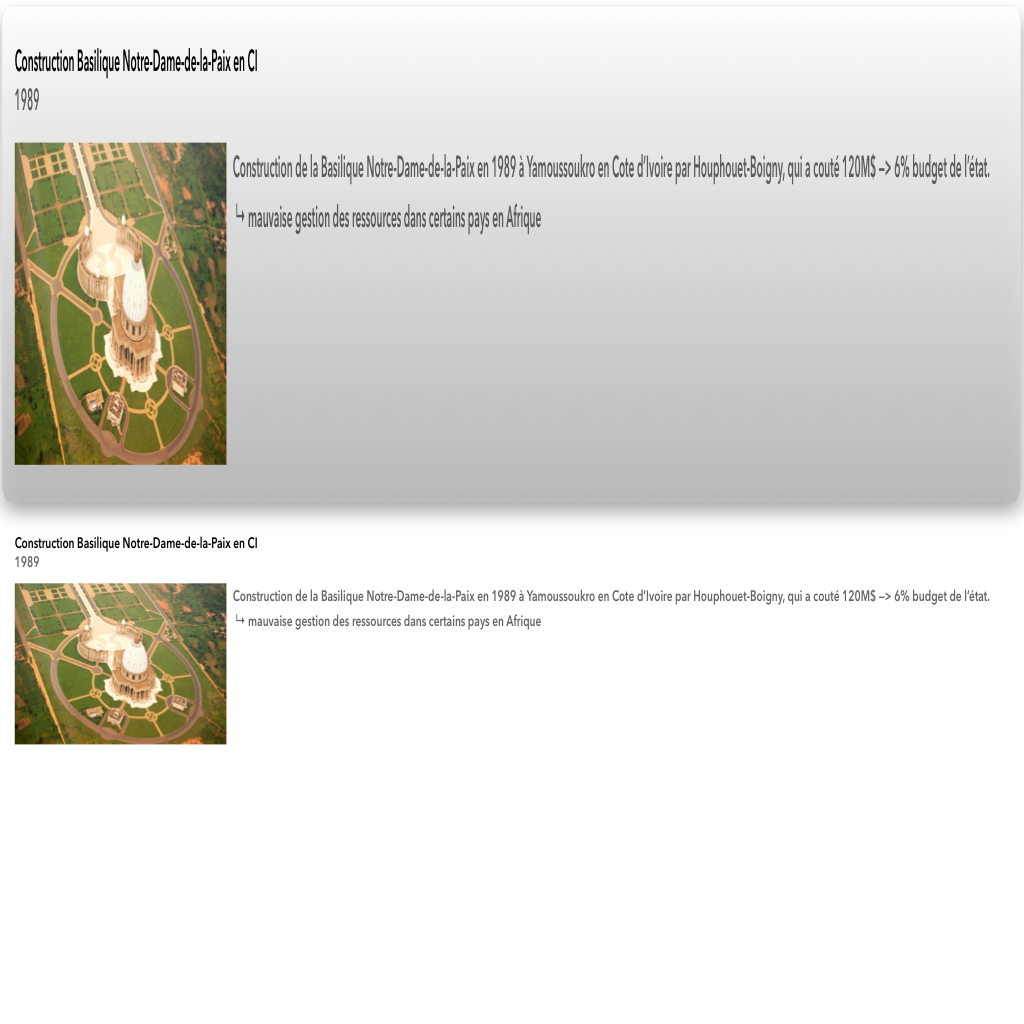 Construction Basilique Notre-Dame-de-la-Paix en CI
1989
Construction de la Basilique Notre-Dame-de-la-Paix en 1989 à Yamoussoukro en Cote d'Ivoire par Houphouet-Boigny, qui a couté 120M$ –> 6% budget de l'état.
↳ mauvaise gestion des ressources dans certains pays en Afrique
Construction Basilique Notre-Dame-de-la-Paix en CI
1989
Construction de la Basilique Notre-Dame-de-la-Paix en 1989 à Yamoussoukro en Cote d'Ivoire par Houphouet-Boigny, qui a couté 120M$ –> 6% budget de l'état.
↳ mauvaise gestion des ressources dans certains pays en Afrique